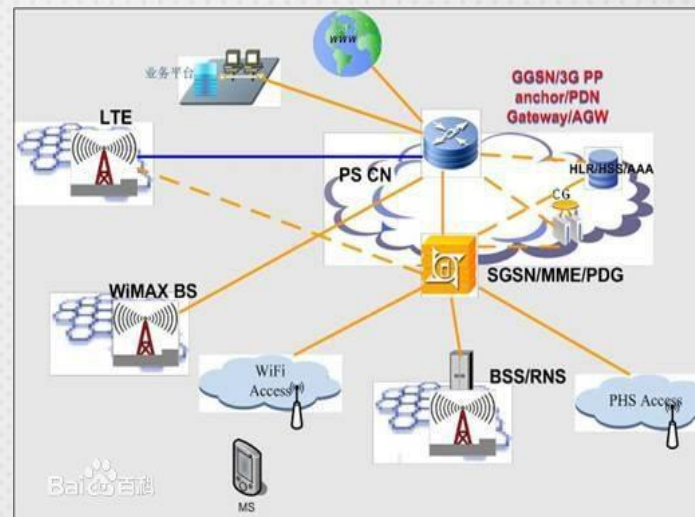 WWW
业务平台
GGSN/3G PP
anchor/PDN
Gateway/AGW
LTE
PS CN
HLR/HSS/AAA
CG
SGSN/MME/PDG
WiMAX BS
WiFi
Access
BSS/RNS
PHS Access
MS
Bai百科